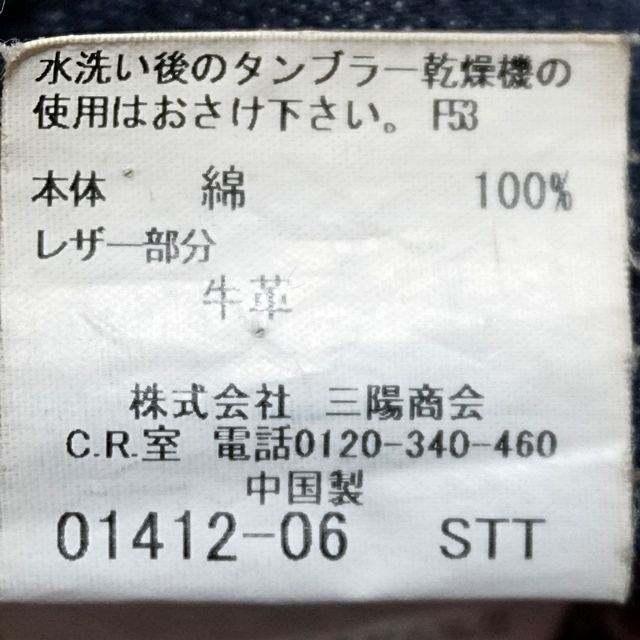 水洗い後のタンブラー乾燥機の
使用はおさけ下さい。 F53
本体 綿 100%
レザー部分
牛革
株式会社 三陽商会
C.R.室 電話0120-340-460
中国製
01412-06 STT